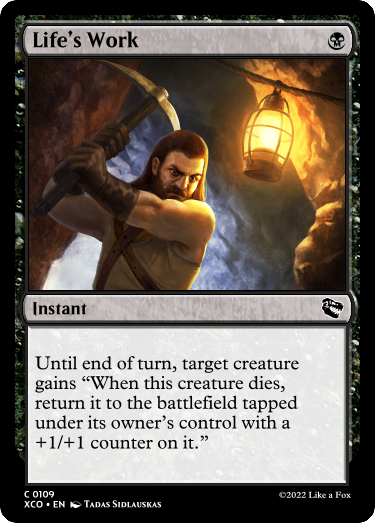 Life's Work
Instant
Until end of turn, target creature
gains “When this creature dies,
return it to the battlefield tapped
under its owner's control with a
+1/+1 counter on it.”
C 0109
XCO • EN Tadas Sidlauskas
©2022 Like a Fox